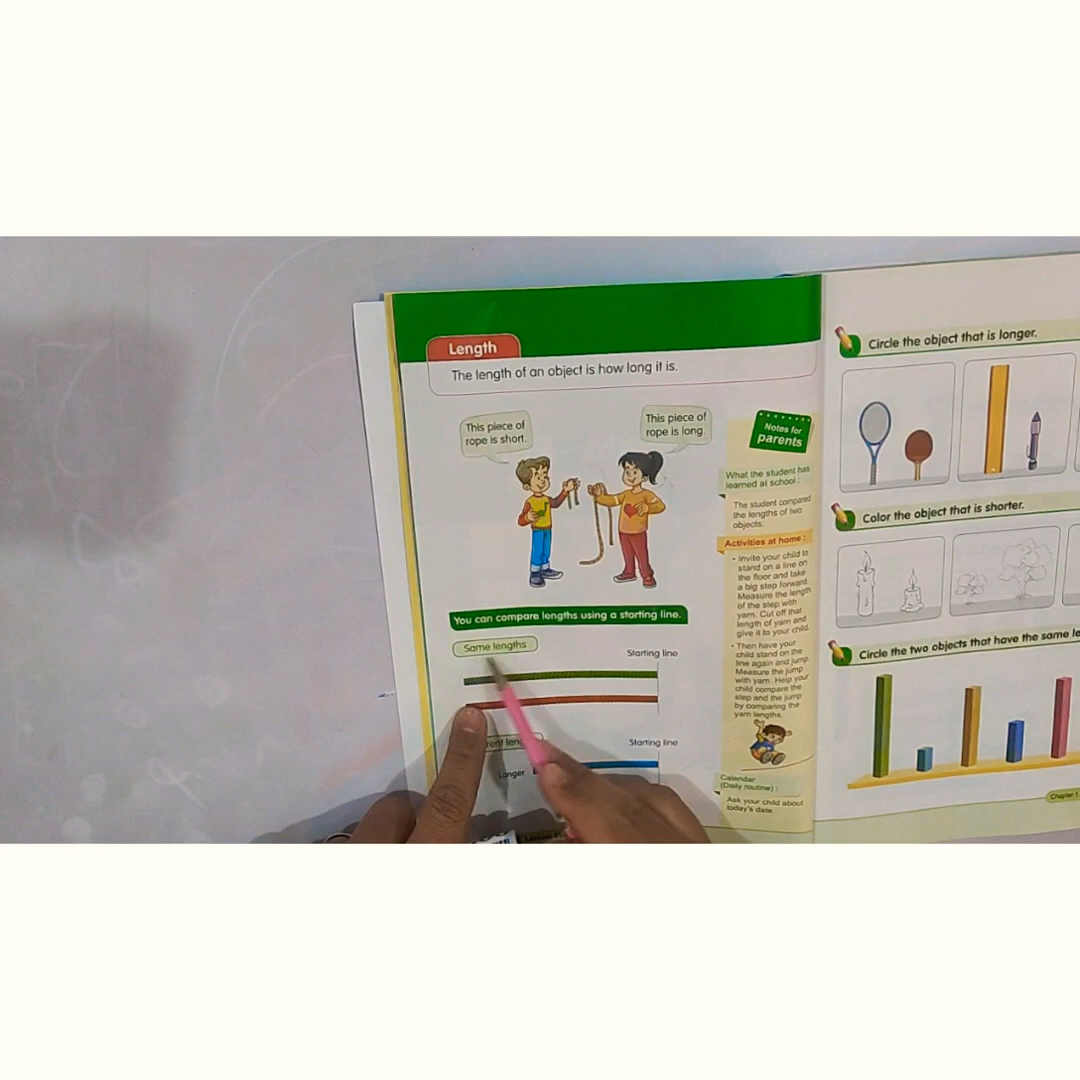 Length
The length of an object is how long it is.
This piece of
rope is short.
This piece of
rope is long.
You can compare lengths using a starting line.
Same lengths
Starting line
Starting line
Longer
Notes for
parents
What the student has
learned at school :
The student compared
the lengths of two
objects.
Activities at home :
• Invite your child to
stand on a line on
the floor and take
a big step forward.
Measure the length
of the step with
yarn. Cut off that
length of yarn and
give it to your child.
• Then have your
child stand on the
line again and jump.
Measure the jump
with yarn. Help your
child compare the
step and the jump
by comparing the
yarn lengths.
Calendar
(Daily routine) :
Ask your child about
today's date.
Circle the object that is longer.
Color the object that is shorter.
Circle the two objects that have the same
Chapter 1